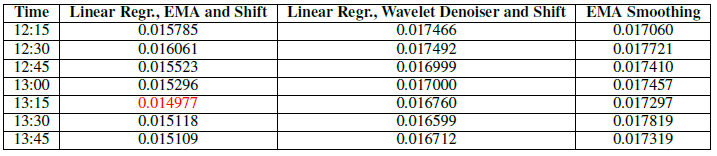 Time Linear Regr., EMA and Shift Linear Regr., Wavelet Denoiser and Shift EMA Smoothing
12:15 0.015785 0.017466 0.017060
12:30 0.016061 0.017492 0.017721
12:45 0.015523 0.016999 0.017410
13:00 0.015296 0.017000 0.017457
13:15 0.014977 0.016760 0.017297
13:30 0.015118 0.016599 0.017819
13:45 0.015109 0.016712 0.017319